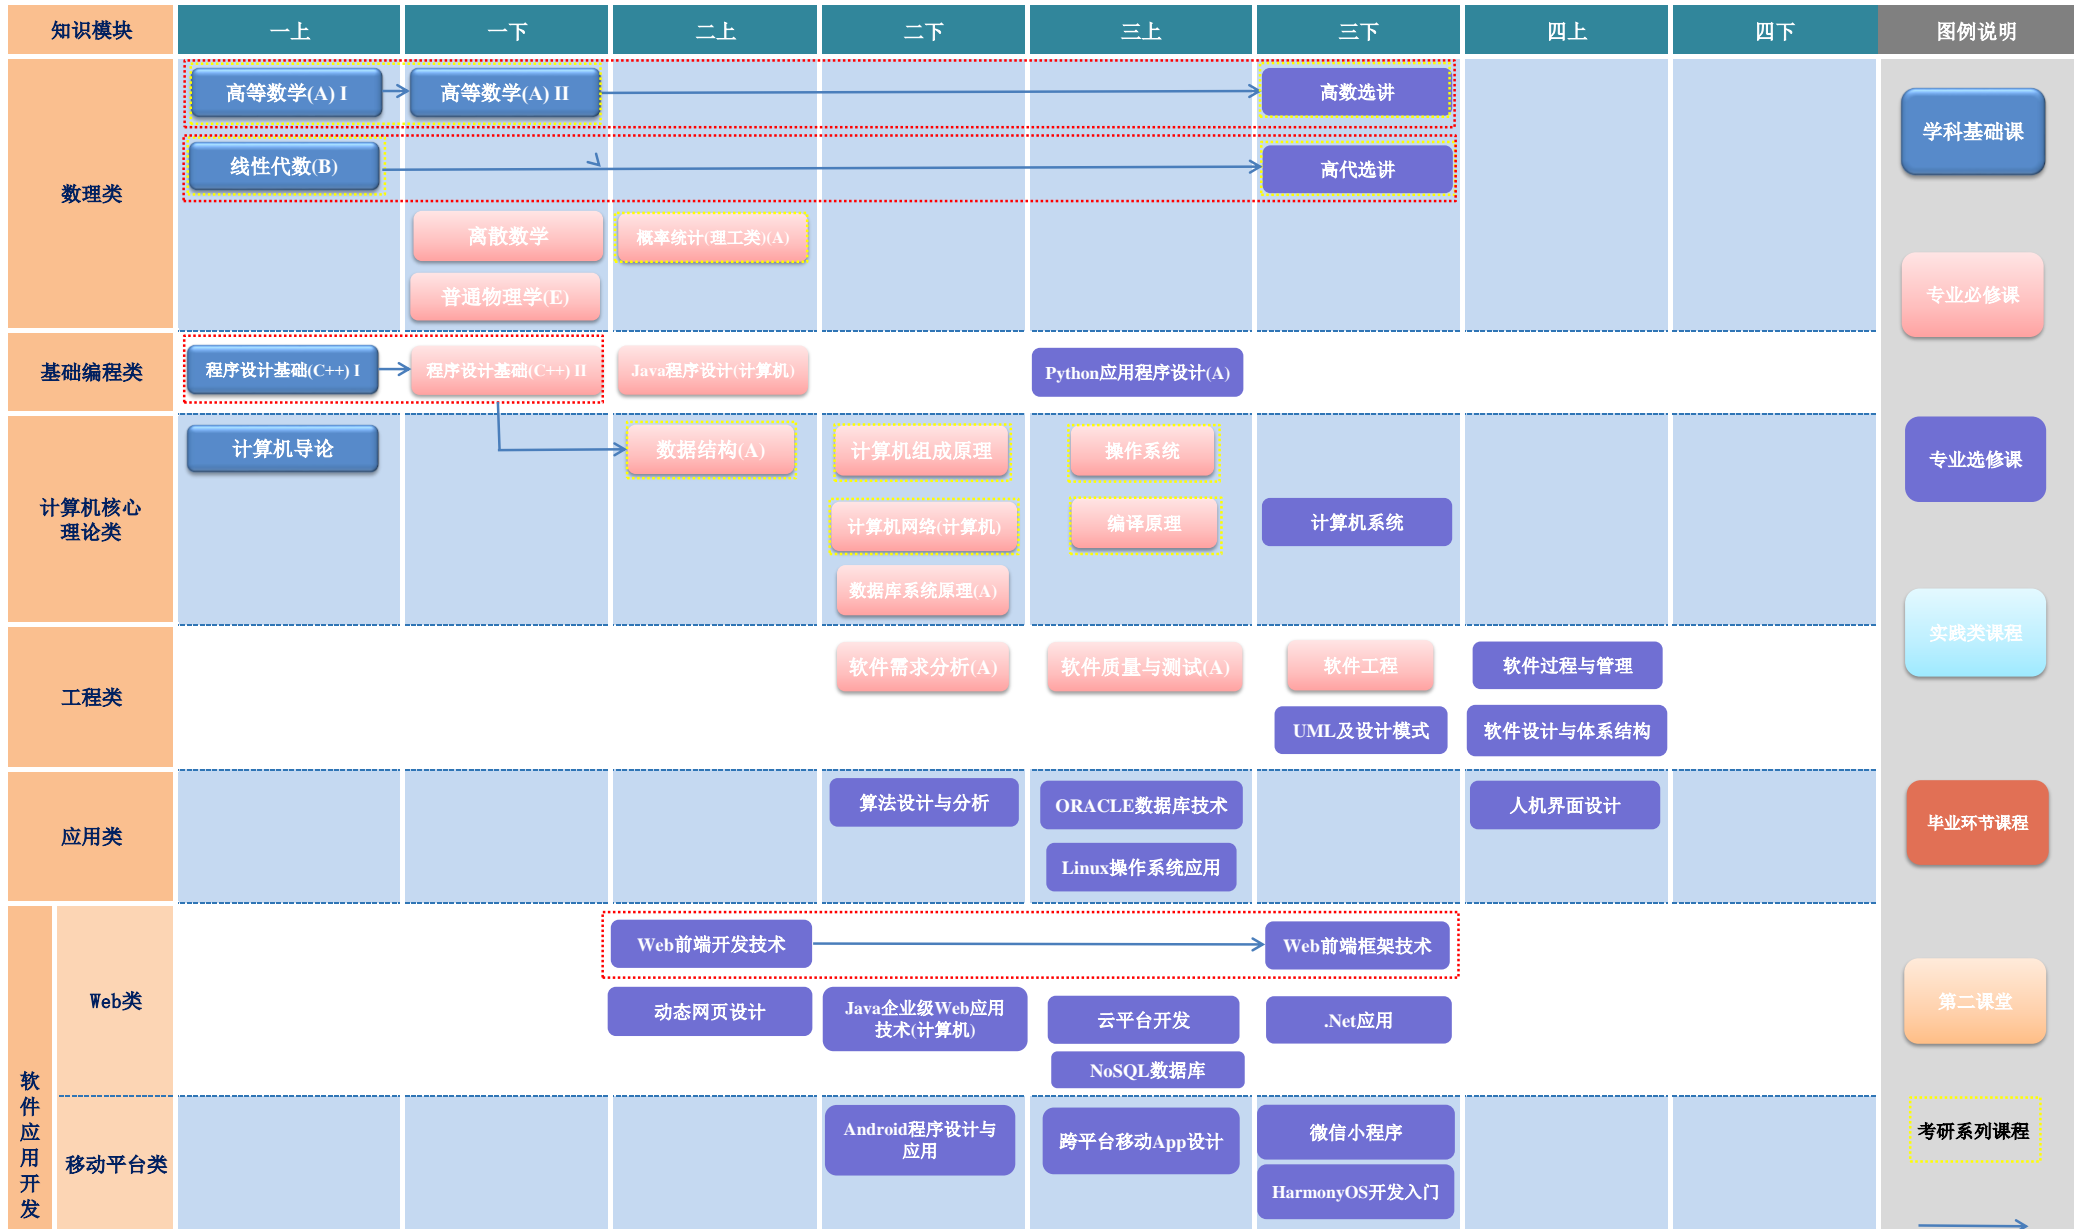 知识模块
一上
一下
二上
二下
三上
三下
四上
四下
图例说明
数理类
高等数学(A) I
高等数学(A) II
高数选讲
线性代数(B)
高代选讲
离散数学
概率统计(理工类)(A)
普通物理学(E)
基础编程类
程序设计基础(C++) I
程序设计基础(C++) II
Java程序设计(计算机)
Python应用程序设计(A)
计算机核心
理论类
计算机导论
数据结构(A)
计算机组成原理
操作系统
计算机网络(计算机)
编译原理
计算机系统
数据库系统原理(A)
工程类
软件需求分析(A)
软件质量与测试(A)
软件工程
软件过程与管理
UML及设计模式
软件设计与体系结构
应用类
算法设计与分析
ORACLE数据库技术
人机界面设计
Linux操作系统应用
软件应用开发
Web类
Web前端开发技术
Web前端框架技术
动态网页设计
Java企业级Web应用
技术(计算机)
云平台开发
.Net应用
NoSQL数据库
移动平台类
Android程序设计与
应用
跨平台移动App设计
微信小程序
HarmonyOS开发入门
学科基础课
专业必修课
专业选修课
实践类课程
毕业环节课程
第二课堂
考研系列课程